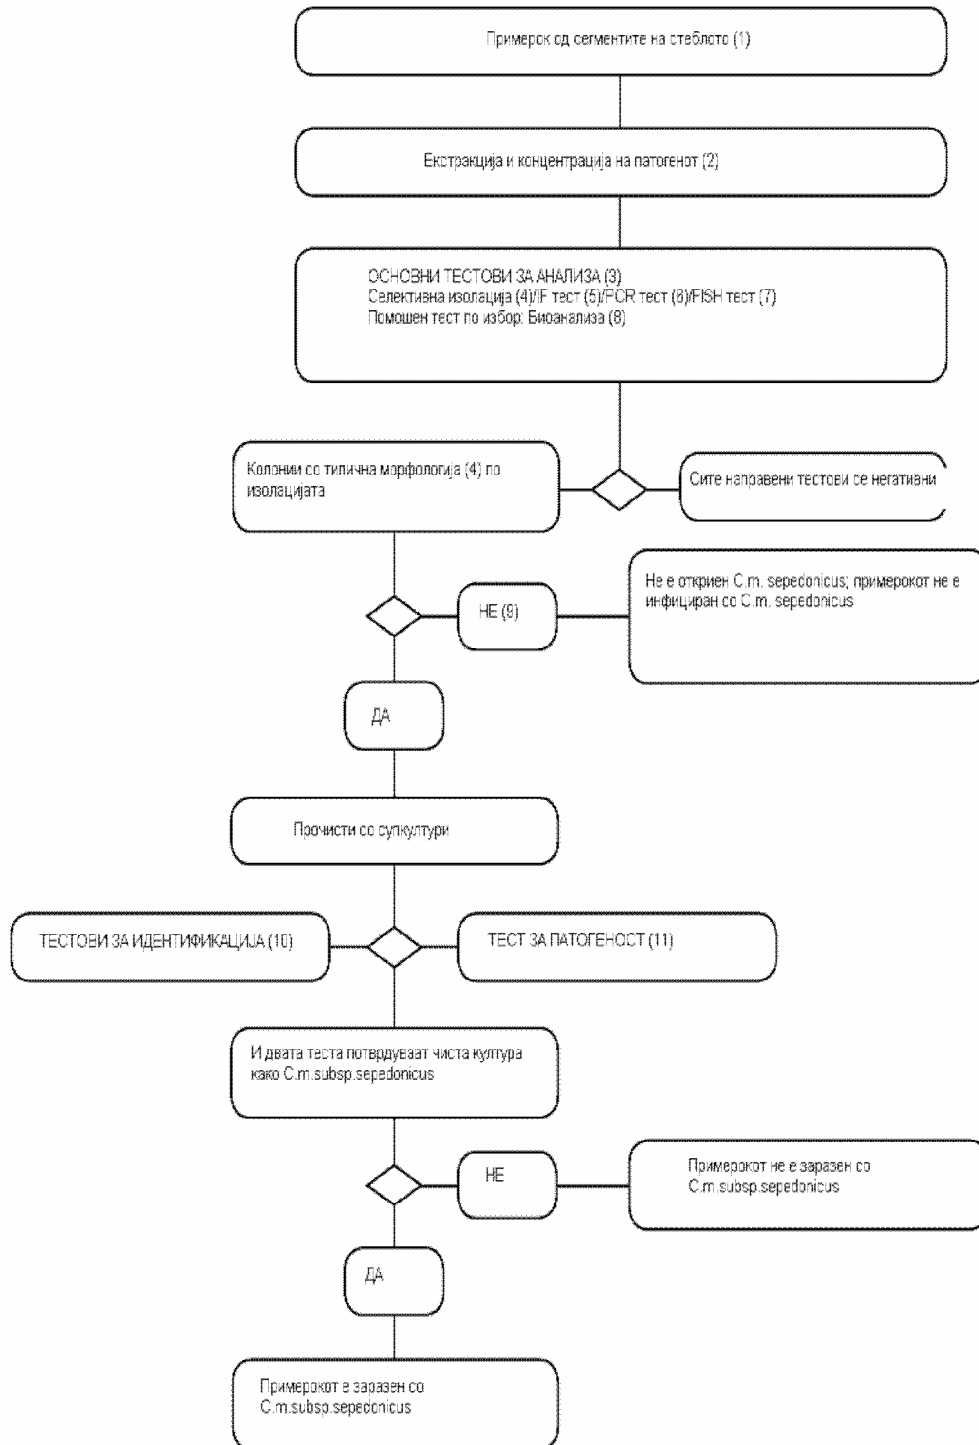 Примерок од сегментите на стеблото (1)
Екстракција и концентрација на патогенот (2)
ОСНОВНИ ТЕСТОВИ ЗА АНАЛИЗА (3)
Селективна изолација (4)/IF тест (5)/PCR тест (6)/FISH тест (7)
Помошен тест по избор: Биоанализа (8)
Колонии со типична морфологија (4) по
изолацијата
Сите направени тестови се негативни
Не е откриен C.m. sepedonicus; примерокот не е
инфициран со C.m. sepedonicus
НЕ (9)
ДА
Прочисти со супкултури
ТЕСТОВИ ЗА ИДЕНТИФИКАЦИЈА (10)
ТЕСТ ЗА ПАТОГЕНОСТ (11)
И двата теста потврдуваат чиста култура
како C.m.subsp.sepedonicus
НЕ
Примерокот не е заразен со
C.m.subsp.sepedonicus
ДА
Примерокот е заразен со
C.m.subsp.sepedonicus